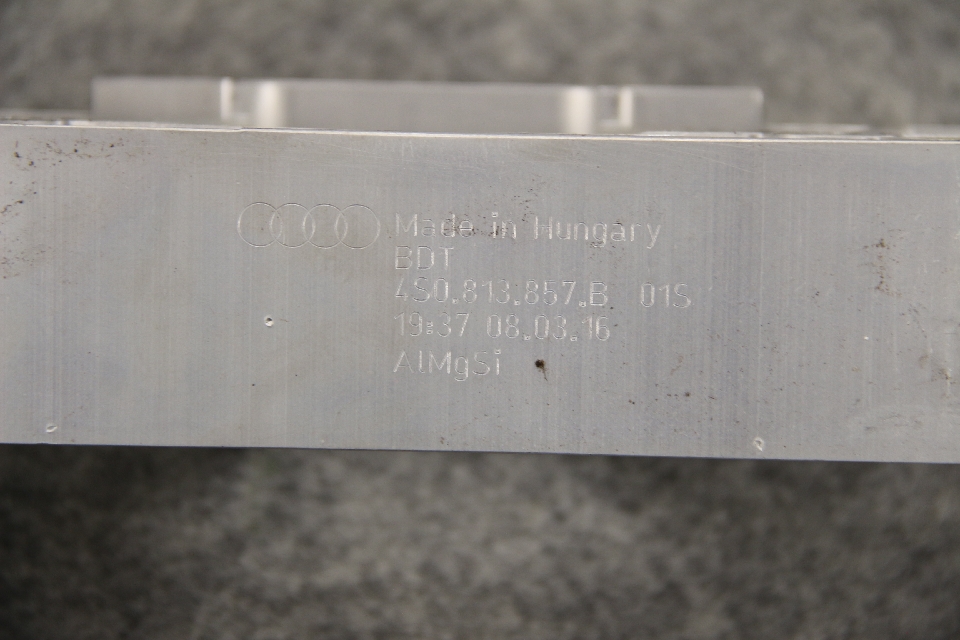 Made in Hungary
BDT
4S0.813.857.B 01S
19:37 08.03.16
AlMgSi